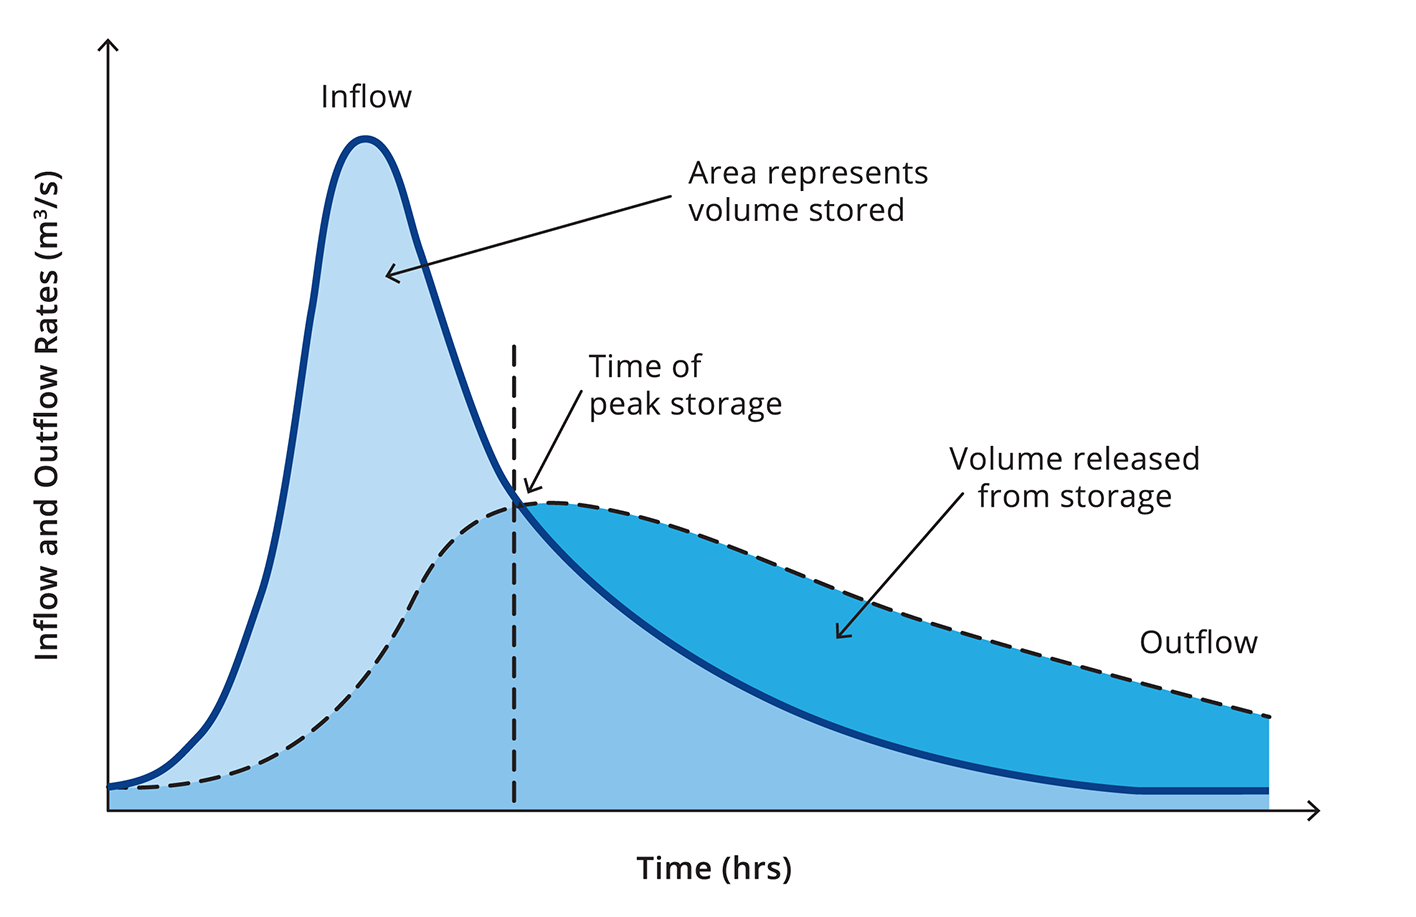 Inflow
Area represents
volume stored
Time of
peak storage
Volume released
from storage
Outflow
Inflow and Outflow Rates (m³/s)
Time (hrs)